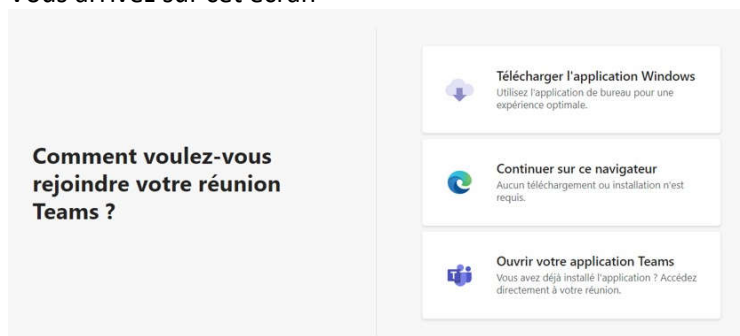 Vous arrivez sur cet écran
Comment voulez-vous
rejoindre votre réunion
Teams ?
Télécharger l'application Windows
Utilisez l'application de bureau pour une
expérience optimale.
Continuer sur ce navigateur
Aucun téléchargement ou installation n'est
requis.
Ouvrir votre application Teams
Vous avez déjà installé l'application ? Accédez
directement à votre réunion.